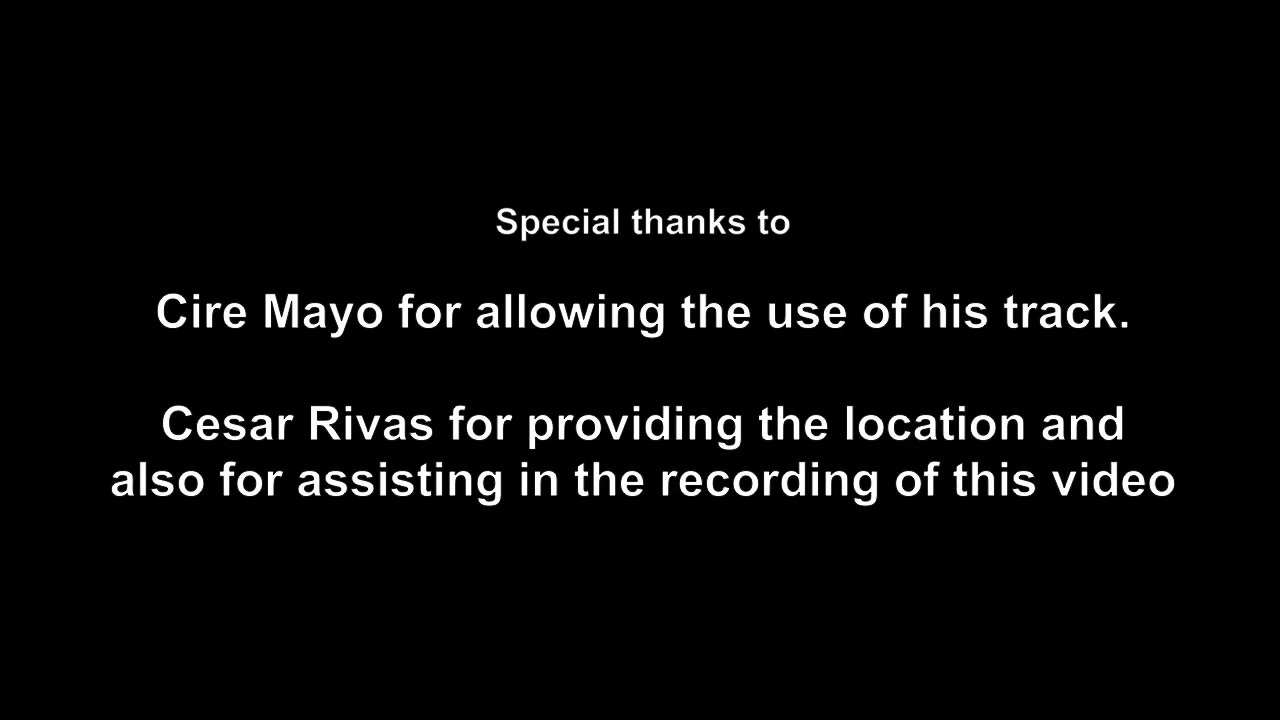 Special thanks to
Cire Mayo for allowing the use of his track.
Cesar Rivas for providing the location and
also for assisting in the recording of this video